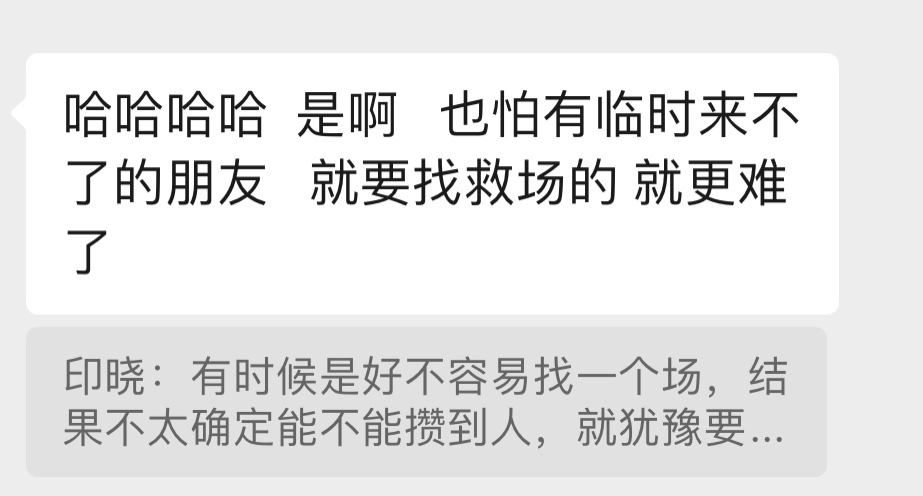 哈哈哈哈  是啊   也怕有临时来不
了的朋友   就要找救场的 就更难
了
印晓：有时候是好不容易找一个场，结
果不太确定能不能攒到人，就犹豫要...